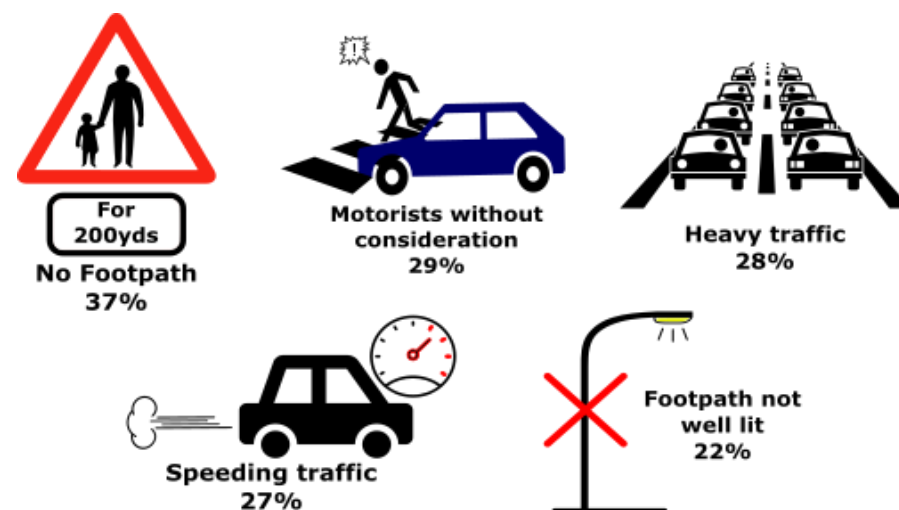 For
200yds
No Footpath
37%
!
Motorists without
consideration
29%
Heavy traffic
28%
Speeding traffic
27%
Footpath not
well lit
22%